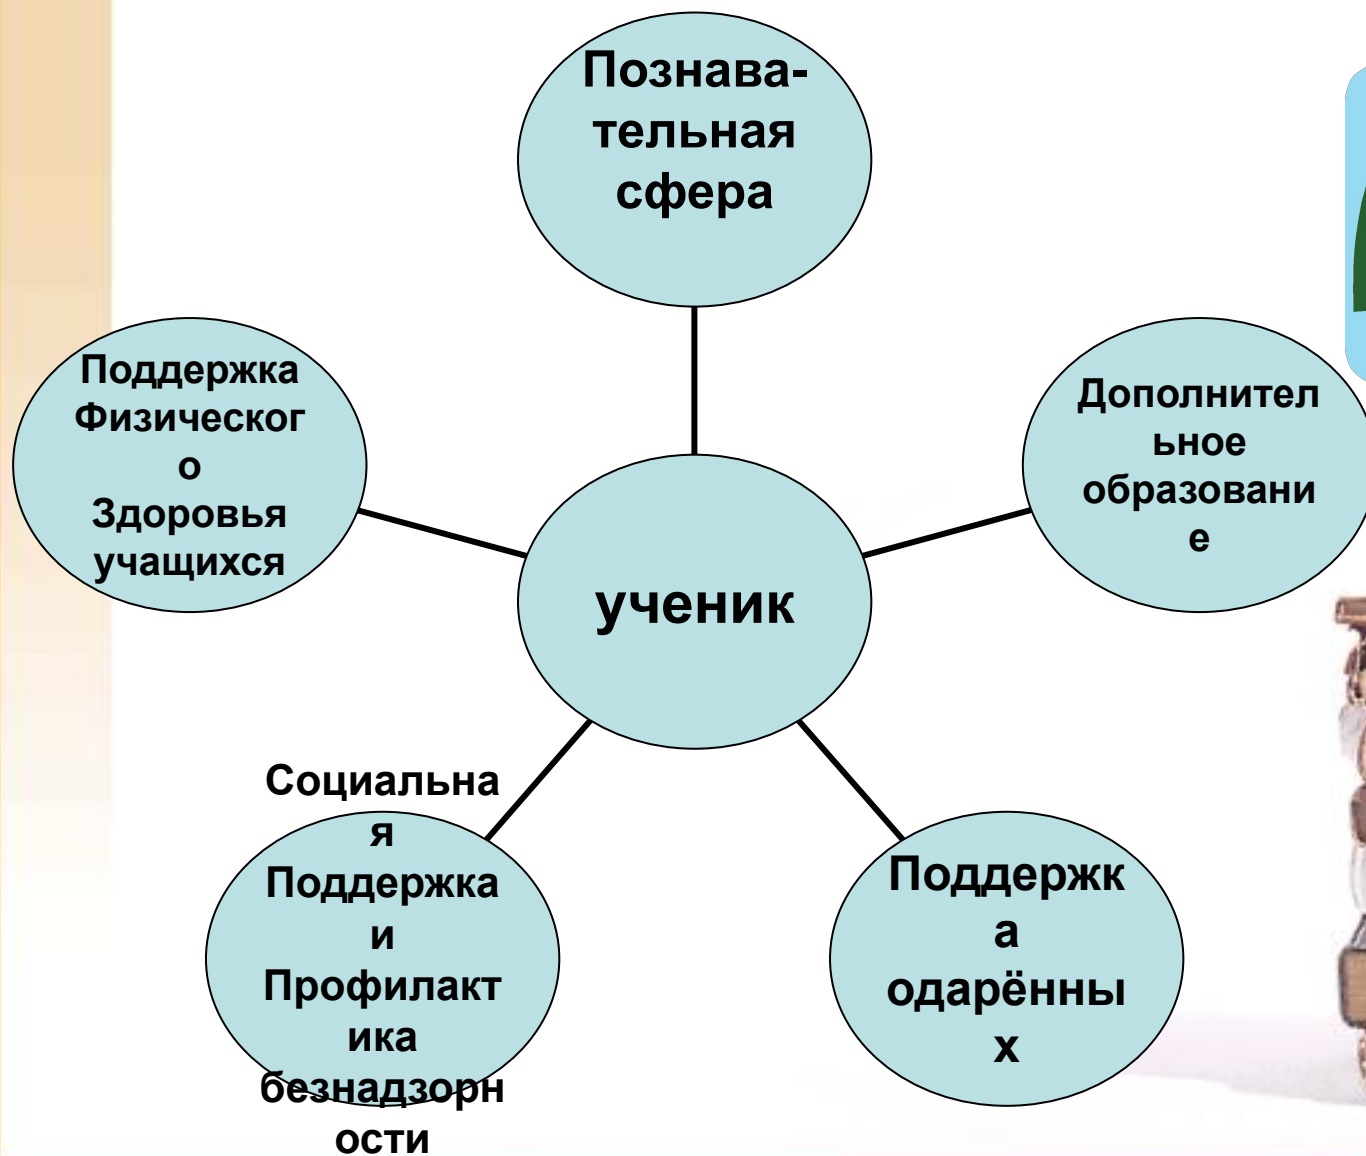 Познава-
тельная
сфера
Поддержка
Физическог
о
Здоровья
учащихся
Дополнител
ьное
образовани
е
ученик
Социальна
я
Поддержка
и
Профилакт
ика
безнадзорн
ости
Поддержк
а
одарённы
х